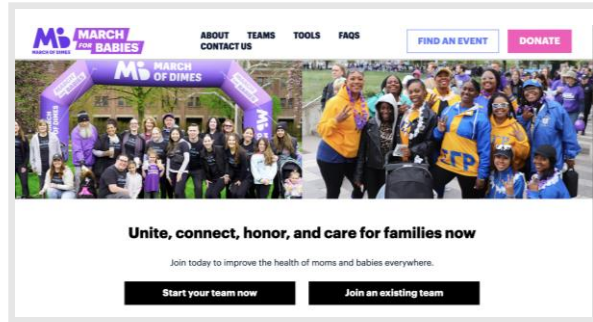 MARCH
FOR BABIES
MARCH OF DIMES
ABOUT TEAMS TOOLS FAQS
CONTACT US
FIND AN EVENT
DONATE
MARCH
OF DIMES
ΣΓΡ
Unite, connect, honor, and care for families now
Join today to improve the health of moms and babies everywhere.
Start your team now
Join an existing team